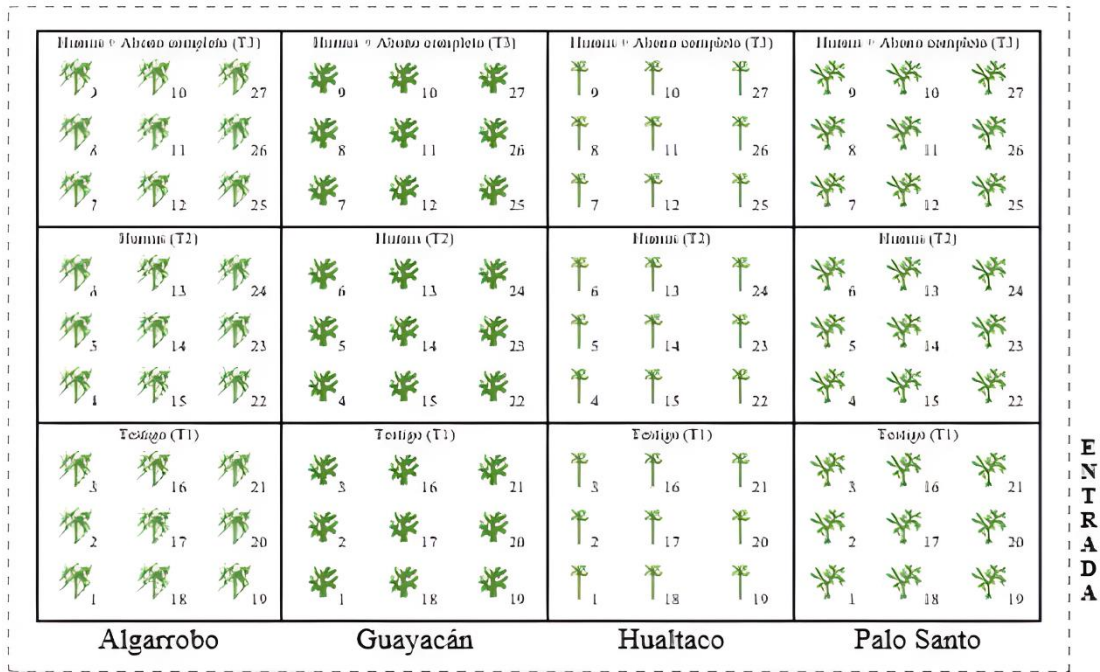 Humus + Abono completo (T3) Humus + Abono completo (T3) Humus + Abono completo (T3) Humus + Abono completo (T3)
9 10 27 9 10 27 9 10 27 9 10 27
8 11 26 8 11 26 8 11 26 8 11 26
7 12 25 7 12 25 7 12 25 7 12 25
Humus (T2) Humus (T2) Humus (T2) Humus (T2)
6 13 24 6 13 24 6 13 24 6 13 24
5 14 23 5 14 23 5 14 23 5 14 23
4 15 22 4 15 22 4 15 22 4 15 22
Testigo (T1) Testigo (T1) Testigo (T1) Testigo (T1)
3 16 21 3 16 21 3 16 21 3 16 21
2 17 20 2 17 20 2 17 20 2 17 20
1 18 19 1 18 19 1 18 19 1 18 19
Algarrobo Guayacán Hualtaco Palo Santo
ENTRADA